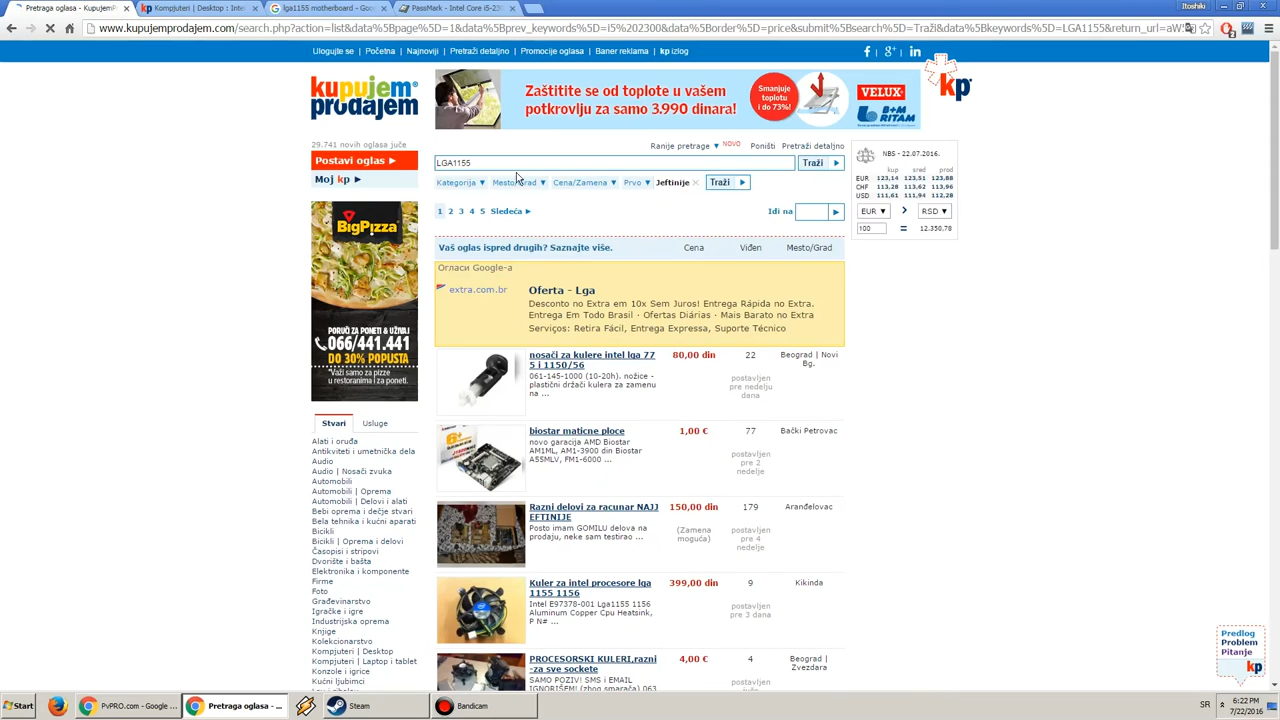 Pretraga oglasa - KupujemP
Kompjuteri | Desktop : Inte
lga1155 motherboard - Goog
PassMark - Intel Core i5-23
Itoshiki
www.kupujemprodajem.com/search.php?action=list&data%5Bpage%5D=1&data%5Bprev_keywords%5D=i5%202300&data%5Border%5D=price&submit%5Bsearch%5D=Traži&data%5Bkeywords%5D=LGA1155&return_url=aW
Ulogujte se
Početna
Najnoviji
Pretraži detaljno
Promocije oglasa
Baner reklama
kp izlog
kupujem
prodajem
Zaštitite se od toplote u vašem
potkrovlju za samo 3.990 dinara!
Smanjuje
toplotu
i do 73%!
VELUX
B+M
RITAM
kp
29.741 novih oglasa juče
Postavi oglas
Moj kp
Ranije pretrage
NOVO
Poništi
Pretraži detaljno
LGA1155
Traži
Kategorija
Mesto/Grad
Cena/Zamena
Prvo
Jeftinije
Traži
1 2 3 4 5 Sledeća
Idi na
NBS - 22.07.2016.
kup sred prod
EUR 123,14 123,51 123,88
CHF 113,28 113,62 113,96
USD 111,61 111,94 112,28
EUR
RSD
100 = 12.350,78
BigPizza
PORUČI ZA PONETI & UŽIVAJ
066/441.441
DO 30% POPUSTA
*Važi samo za pizze
u restoranima i za poneti.
Vaš oglas ispred drugih? Saznajte više.
Cena
Viđen
Mesto/Grad
Огласи Google-a
extra.com.br
Oferta - Lga
Desconto no Extra em 10x Sem Juros! Entrega Rápida no Extra.
Entrega Em Todo Brasil · Ofertas Diárias · Mais Barato no Extra
Serviços: Retira Fácil, Entrega Expressa, Suporte Técnico
nosači za kulere intel lga 77
5 i 1150/56
061-145-1000 (10-20h). nožice -
plastični držači kulera za zamenu
na ...
80,00 din
22
postavljen
pre nedelju
dana
Beograd | Novi
Bg.
biostar maticne ploce
novo garacija AMD Biostar
AM1ML, AM1-3900 din Biostar
A55MLV, FM1-6000 ...
1,00 €
77
postavljen
pre 2
nedelje
Bački Petrovac
Razni delovi za racunar NAJJ
EFTINIJE
Posto imam GOMILU delova na
prodaju, neke sam testirao ...
150,00 din
(Zamena
moguća)
179
postavljen
pre 4
nedelje
Aranđelovac
Kuler za intel procesore lga
1155 1156
Intel E97378-001 Lga1155 1156
Aluminum Copper Cpu Heatsink,
P N# ...
399,00 din
9
postavljen
pre 3 dana
Kikinda
PROCESORSKI KULERI,razni
-za sve sockete
SAMO POZIV! SMS i EMAIL
IGNORIŠEM! (zbog smarača) 063
4,00 €
4
postavljen
Beograd |
Zvezdara
Stvari
Usluge
Alati i oruđa
Antikviteti i umetnička dela
Audio
Audio | Nosači zvuka
Automobili
Automobili | Oprema
Automobili | Delovi i alati
Bebi oprema i dečje stvari
Bela tehnika i kućni aparati
Bicikli
Bicikli | Oprema i delovi
Časopisi i stripovi
Dvorište i bašta
Elektronika i komponente
Firme
Foto
Građevinarstvo
Igračke i igre
Industrijska oprema
Knjige
Kolekcionarstvo
Kompjuteri | Desktop
Kompjuteri | Laptop i tablet
Konzole i igrice
Kućni ljubimci
Predlog
Problem
Pitanje
kp
Start
PvPRO.com - Google ...
Pretraga oglasa - ...
Steam
Bandicam
SR
6:22 PM
7/22/2016